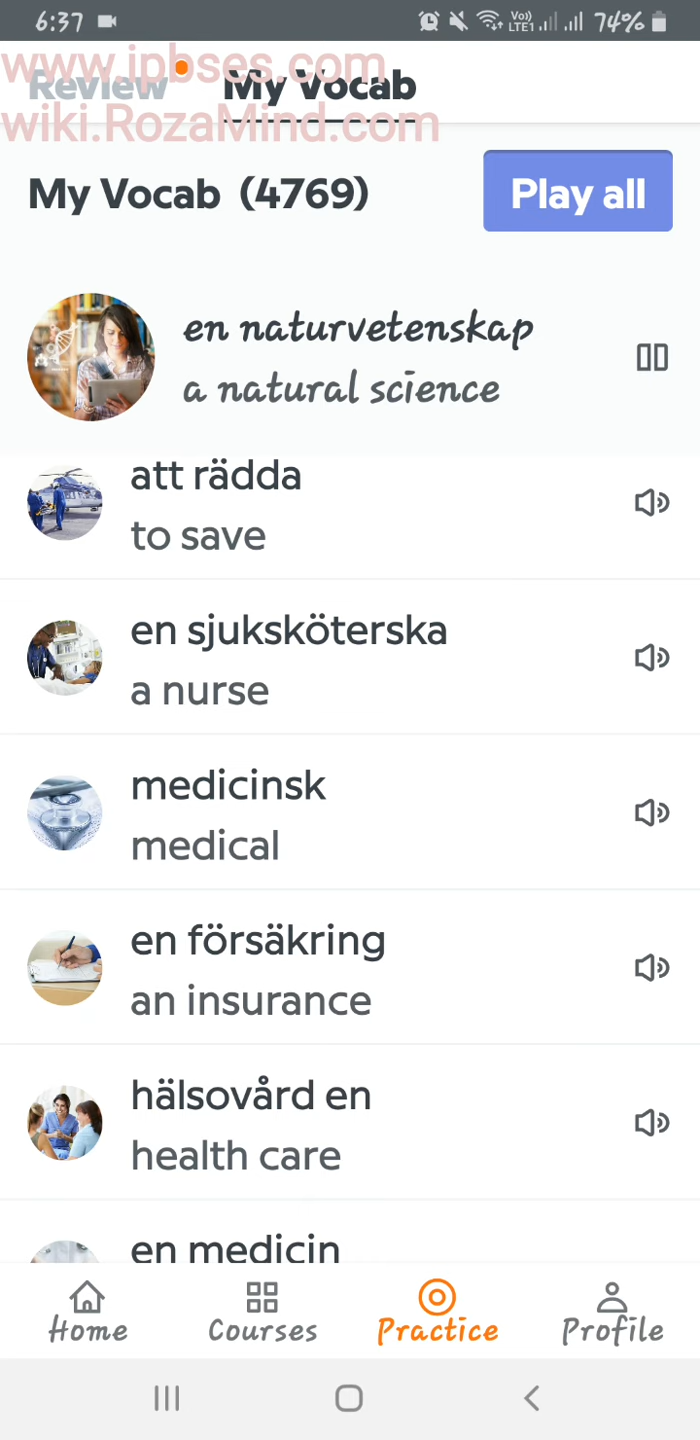 6:37
Vo)) LTE1 74%
www.ipbses.com
Review My Vocab
wiki.RozaMind.com
My Vocab (4769) Play all
en naturvetenskap
a natural science
att rädda
to save
en sjuksköterska
a nurse
medicinsk
medical
en försäkring
an insurance
hälsovård en
health care
en medicin
Home Courses Practice Profile